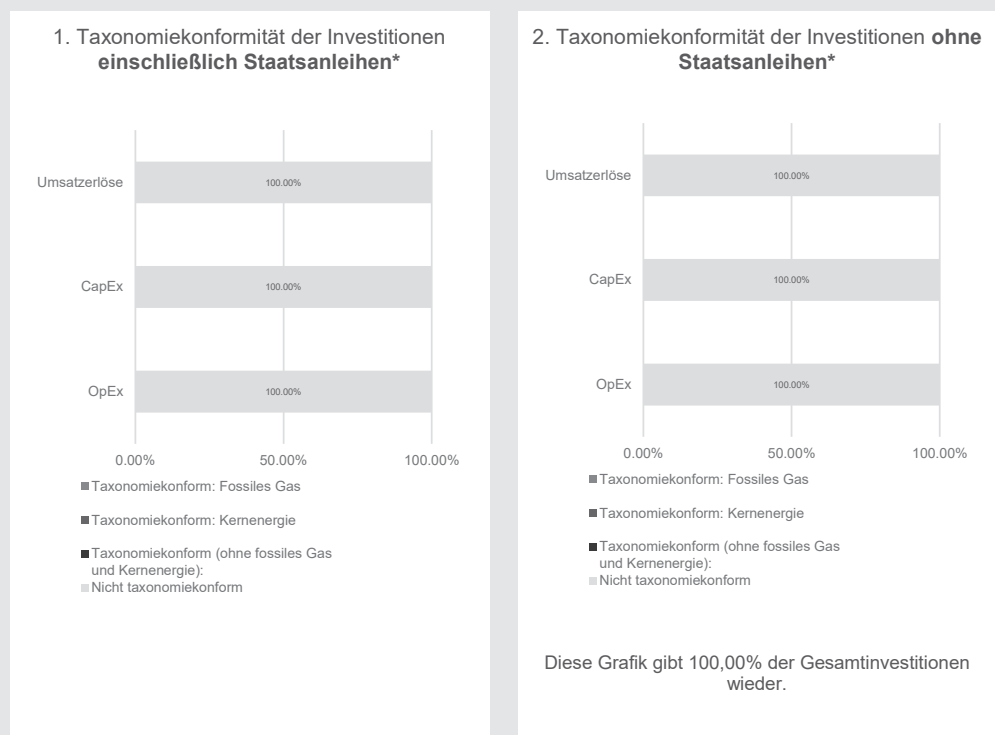 1. Taxonomiekonformität der Investitionen
einschließlich Staatsanleihen*
Umsatzerlöse
100.00%
CapEx
100.00%
OpEx
100.00%
0.00%
50.00%
100.00%
Taxonomiekonform: Fossiles Gas
Taxonomiekonform: Kernenergie
Taxonomiekonform (ohne fossiles Gas
und Kernenergie):
Nicht taxonomiekonform
2. Taxonomiekonformität der Investitionen ohne
Staatsanleihen*
Umsatzerlöse
100.00%
CapEx
100.00%
OpEx
100.00%
0.00%
50.00%
100.00%
Taxonomiekonform: Fossiles Gas
Taxonomiekonform: Kernenergie
Taxonomiekonform (ohne fossiles Gas
und Kernenergie):
Nicht taxonomiekonform
Diese Grafik gibt 100,00% der Gesamtinvestitionen
wieder.